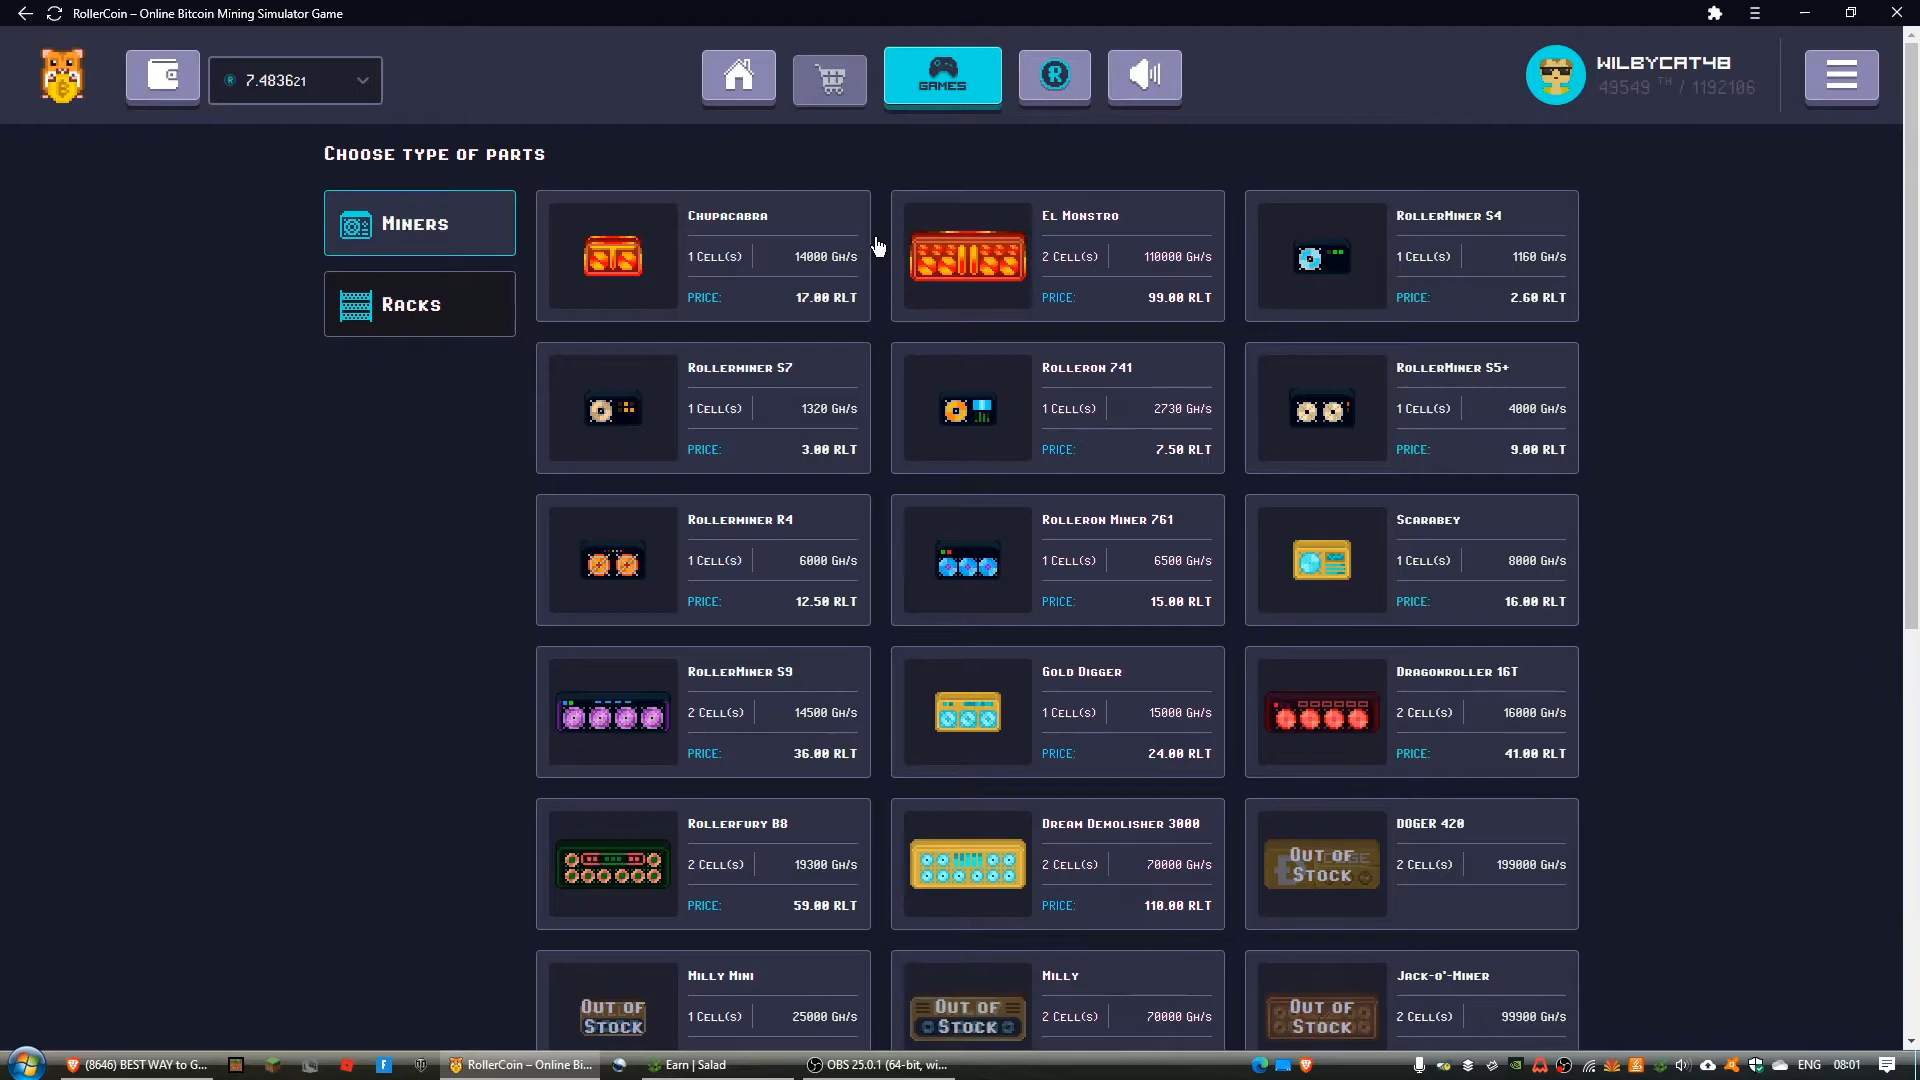 RollerCoin – Online Bitcoin Mining Simulator Game
7.483621
GAMES
WILBYCAT48
49549 TH / 1192106
Choose type of parts
Miners
Racks
Chupacabra
1 Cell(s) 14000 Gh/s
PRICE: 17.00 RLT
El Monstro
2 Cell(s) 110000 Gh/s
PRICE: 99.00 RLT
RollerMiner S4
1 Cell(s) 1160 Gh/s
PRICE: 2.60 RLT
Rollerminer S7
1 Cell(s) 1320 Gh/s
PRICE: 3.00 RLT
Rolleron 741
1 Cell(s) 2730 Gh/s
PRICE: 7.50 RLT
RollerMiner S5+
1 Cell(s) 4000 Gh/s
PRICE: 9.00 RLT
Rollerminer R4
1 Cell(s) 6000 Gh/s
PRICE: 12.50 RLT
Rolleron Miner 761
1 Cell(s) 6500 Gh/s
PRICE: 15.00 RLT
Scarabey
1 Cell(s) 8000 Gh/s
PRICE: 16.00 RLT
RollerMiner S9
2 Cell(s) 14500 Gh/s
PRICE: 36.00 RLT
Gold Digger
1 Cell(s) 15000 Gh/s
PRICE: 24.00 RLT
Dragonroller 16T
2 Cell(s) 16000 Gh/s
PRICE: 41.00 RLT
Rollerfury B8
2 Cell(s) 19300 Gh/s
PRICE: 59.00 RLT
Dream Demolisher 3000
2 Cell(s) 70000 Gh/s
PRICE: 110.00 RLT
DOGER 420
2 Cell(s) 199000 Gh/s
Out of
Stock
Milly Mini
1 Cell(s) 25000 Gh/s
Out of
Stock
Milly
2 Cell(s) 70000 Gh/s
Out of
Stock
Jack-o'-Miner
2 Cell(s) 99900 Gh/s
Out of
Stock
(8646) BEST WAY to G...
RollerCoin – Online Bi...
Earn | Salad
OBS 25.0.1 (64-bit, wi...
ENG
08:01